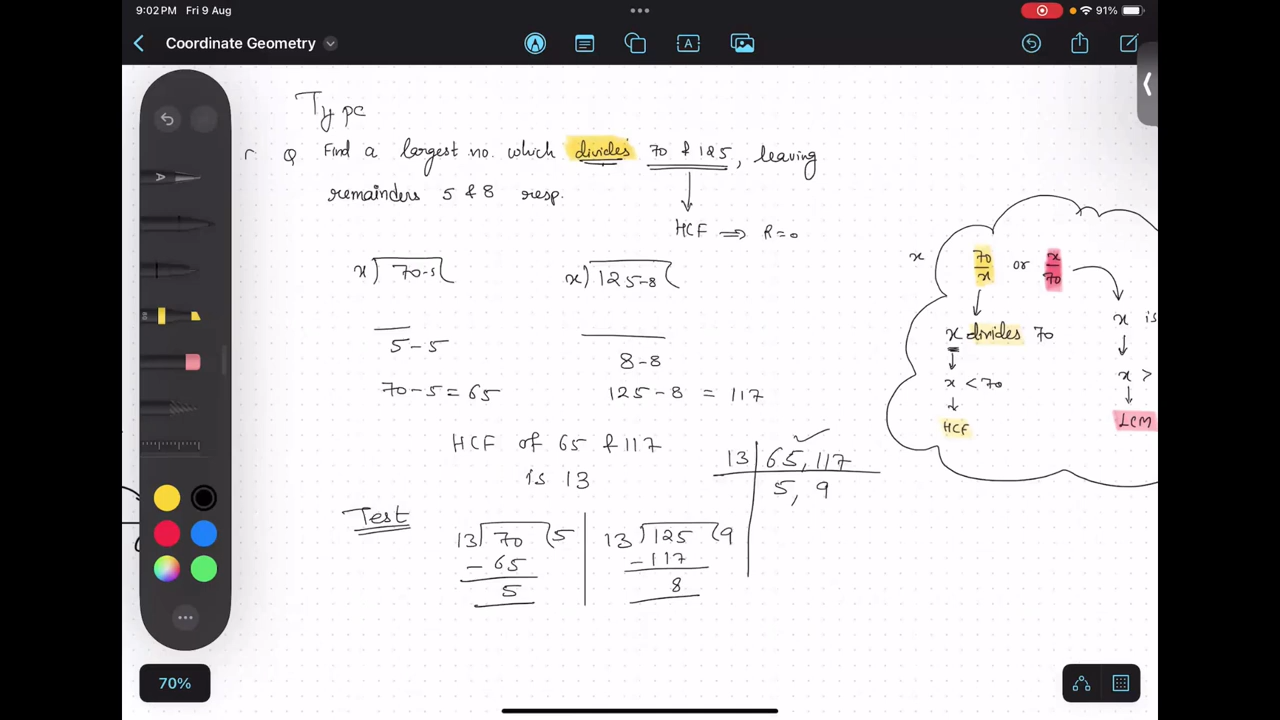 9:02 PM Fri 9 Aug
91%
Coordinate Geometry
Type
Q Find a largest no. which divides 70 & 125, leaving
remainders 5 & 8 resp.
HCF ⟹ R=0
x) 70-5 (
x) 125-8 (
5-5
8-8
70-5 = 65
125-8 = 117
HCF of 65 & 117
is 13
13 | 65, 117
5, 9
Test
13) 70 (5
- 65
5
13) 125 (9
- 117
8
x
70/x or x/70
x divides 70
x < 70
HCF
x is
x >
LCM
A
80
70%